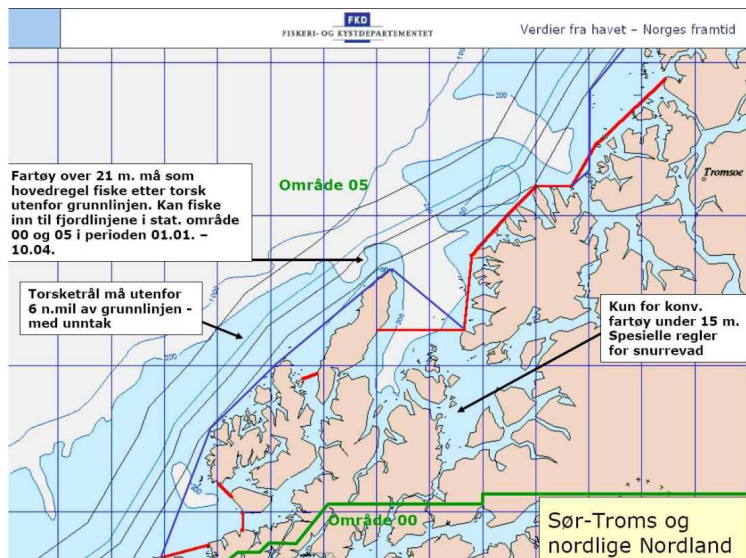 FKD
FISKERI- OG KYSTDEPARTEMENTET
Verdier fra havet – Norges framtid
Fartøy over 21 m. må som
hovedregel fiske etter torsk
utenfor grunnlinjen. Kan fiske
inn til fjordlinjene i stat. område
00 og 05 i perioden 01.01. –
10.04.
Område 05
Tromsoe
Torsketrål må utenfor
6 n.mil av grunnlinjen -
med unntak
Kun for konv.
fartøy under 15 m.
Spesielle regler
for snurrevad
200
200
1000
200
200
50
Område 00
Sør-Troms og
nordlige Nordland